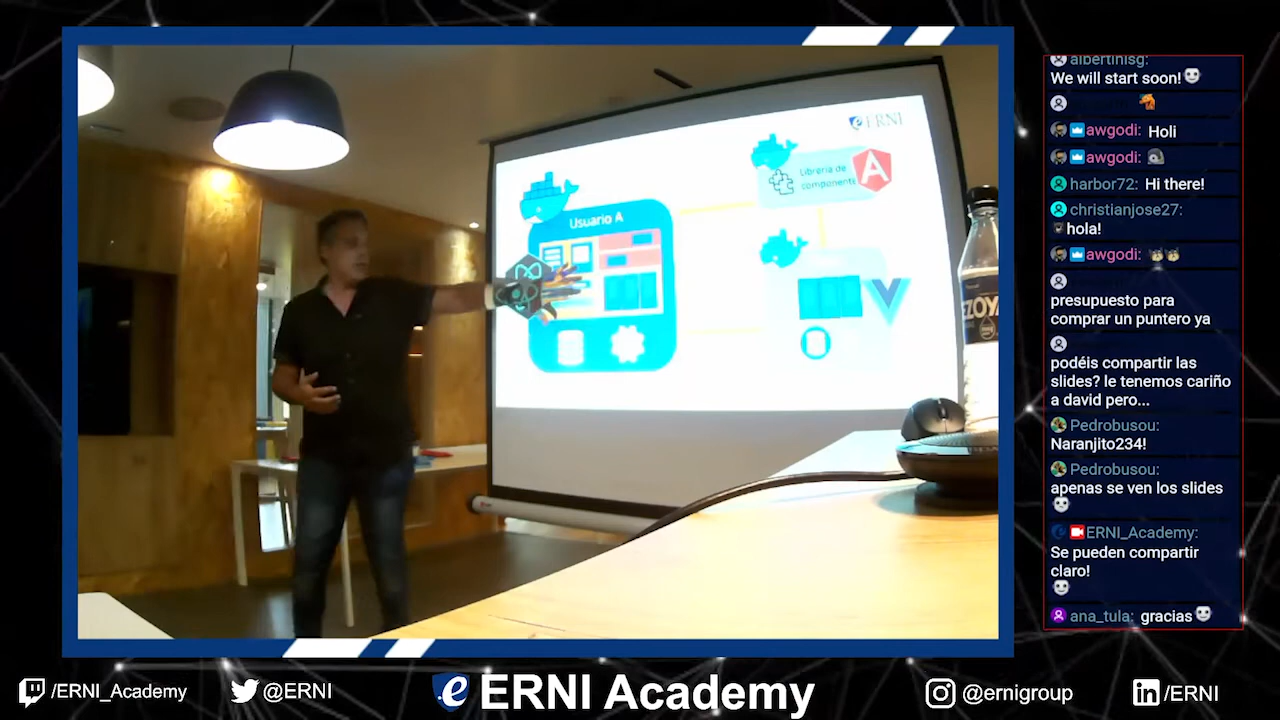 ERNI
Librería de
componente
Usuario A
EZOY
albertinisg:
We will start soon!
awgodi: Holi
awgodi:
harbor72: Hi there!
christianjose27:
hola!
awgodi:
presupuesto para
comprar un puntero ya
podéis compartir las
slides? le tenemos cariño
a david pero...
Pedrobusou:
Naranjito234!
Pedrobusou:
apenas se ven los slides
ERNI_Academy:
Se pueden compartir
claro!
ana_tula: gracias
/ERNI_Academy
@ERNI
ERNI Academy
@ernigroup
/ERNI